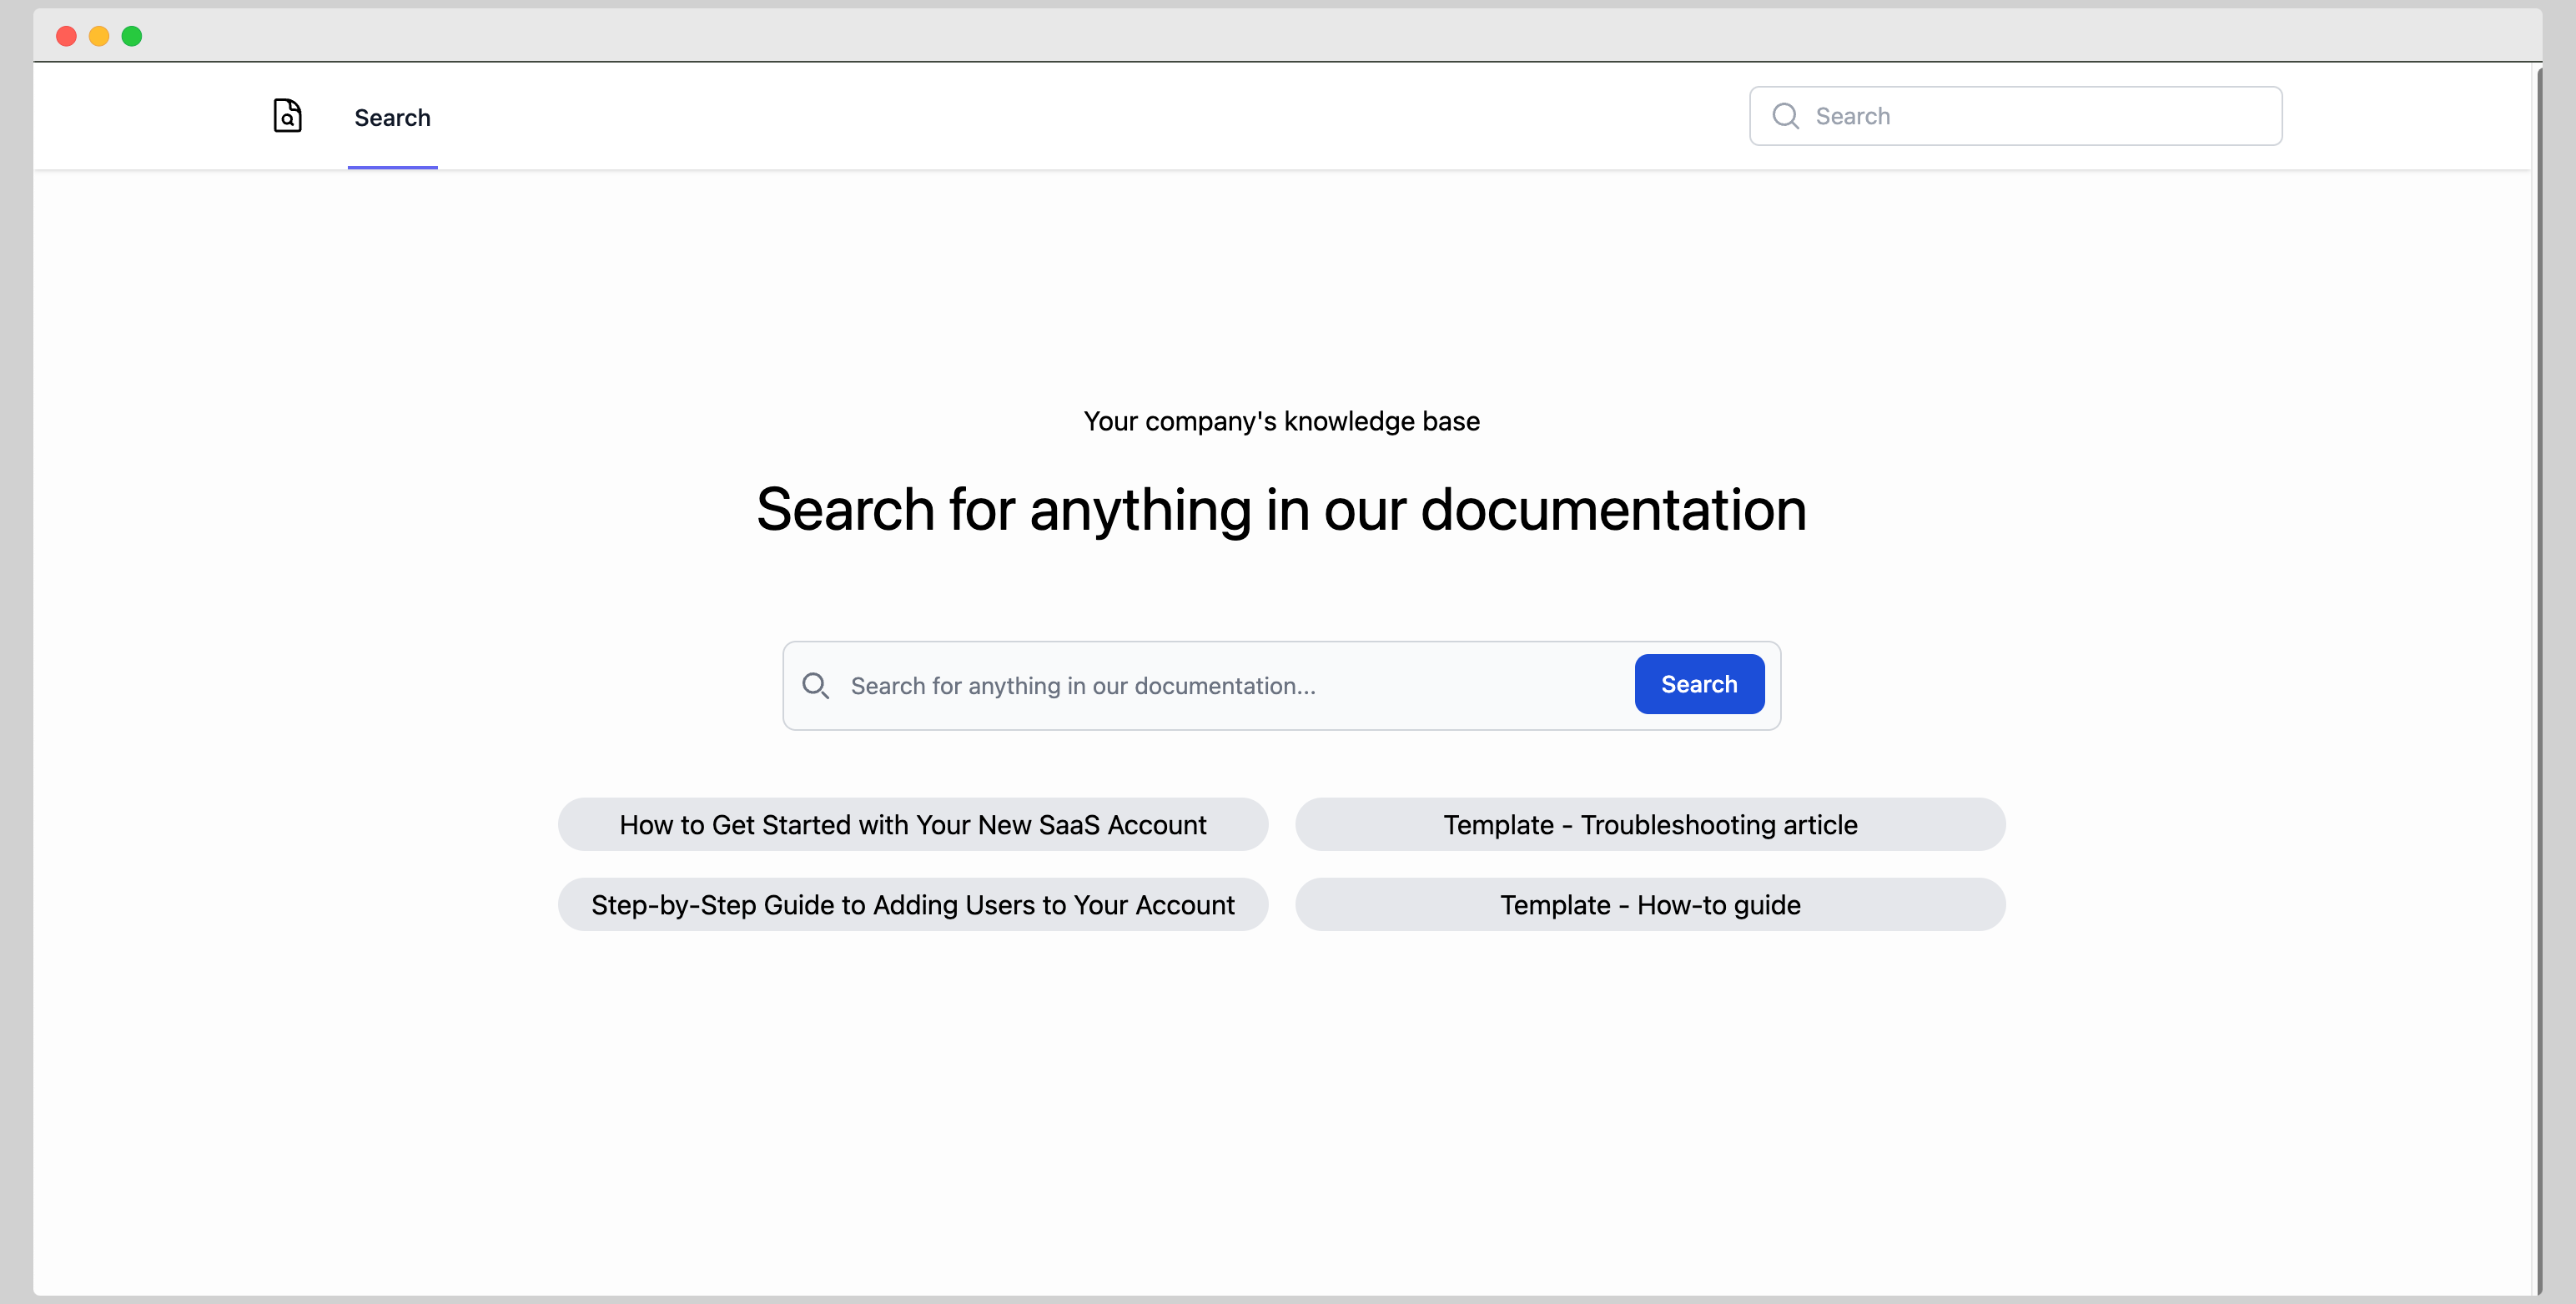 Search
Search
Your company's knowledge base
Search for anything in our documentation
Search for anything in our documentation...
Search
How to Get Started with Your New SaaS Account
Template - Troubleshooting article
Step-by-Step Guide to Adding Users to Your Account
Template - How-to guide